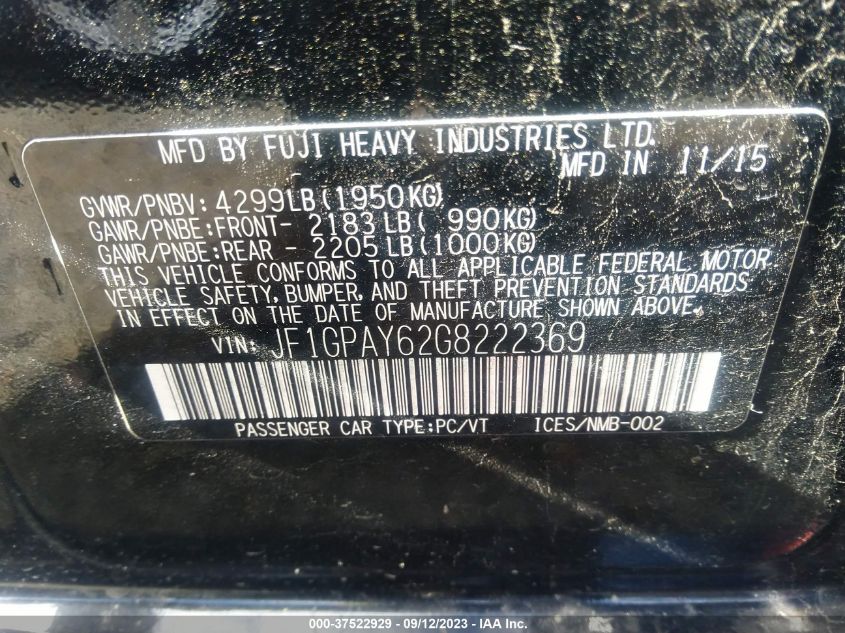 MFD BY FUJI HEAVY INDUSTRIES LTD.
MFD IN 11/15
GVWR/PNBV: 4299LB(1950KG)
GAWR/PNBE:FRONT- 2183LB( 990KG)
GAWR/PNBE:REAR - 2205LB(1000KG)
THIS VEHICLE CONFORMS TO ALL APPLICABLE FEDERAL MOTOR
VEHICLE SAFETY, BUMPER, AND THEFT PREVENTION STANDARDS
IN EFFECT ON THE DATE OF MANUFACTURE SHOWN ABOVE.
VIN: JF1GPAY62G8222369
PASSENGER CAR TYPE:PC/VT ICES/NMB-002
000-37522929 - 09/12/2023 - IAA Inc.